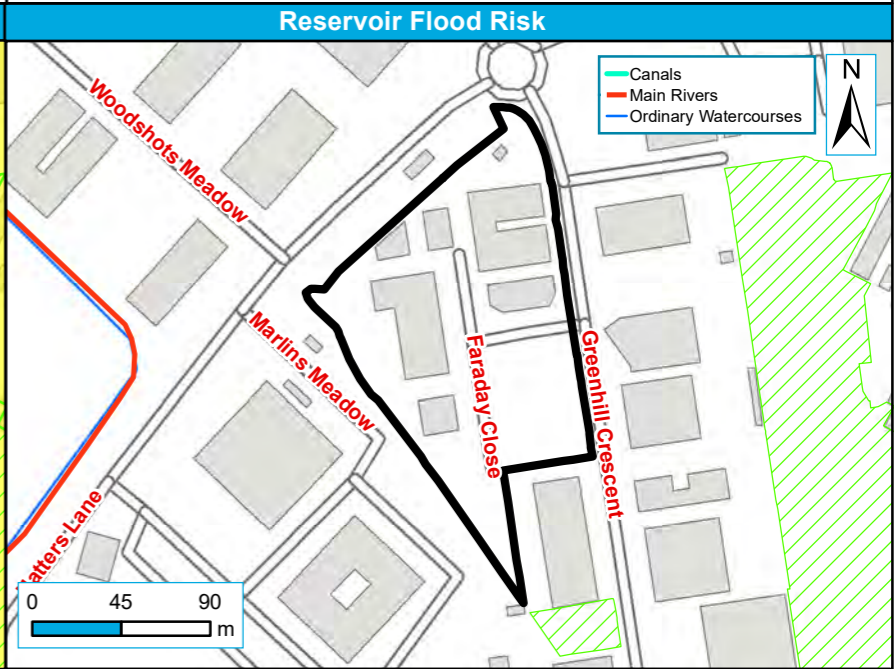 Reservoir Flood Risk
Canals
Main Rivers
Ordinary Watercourses
N
Woodshots Meadow
Marlins Meadow
Faraday Close
Greenhill Crescent
Lane
0 45 90
m